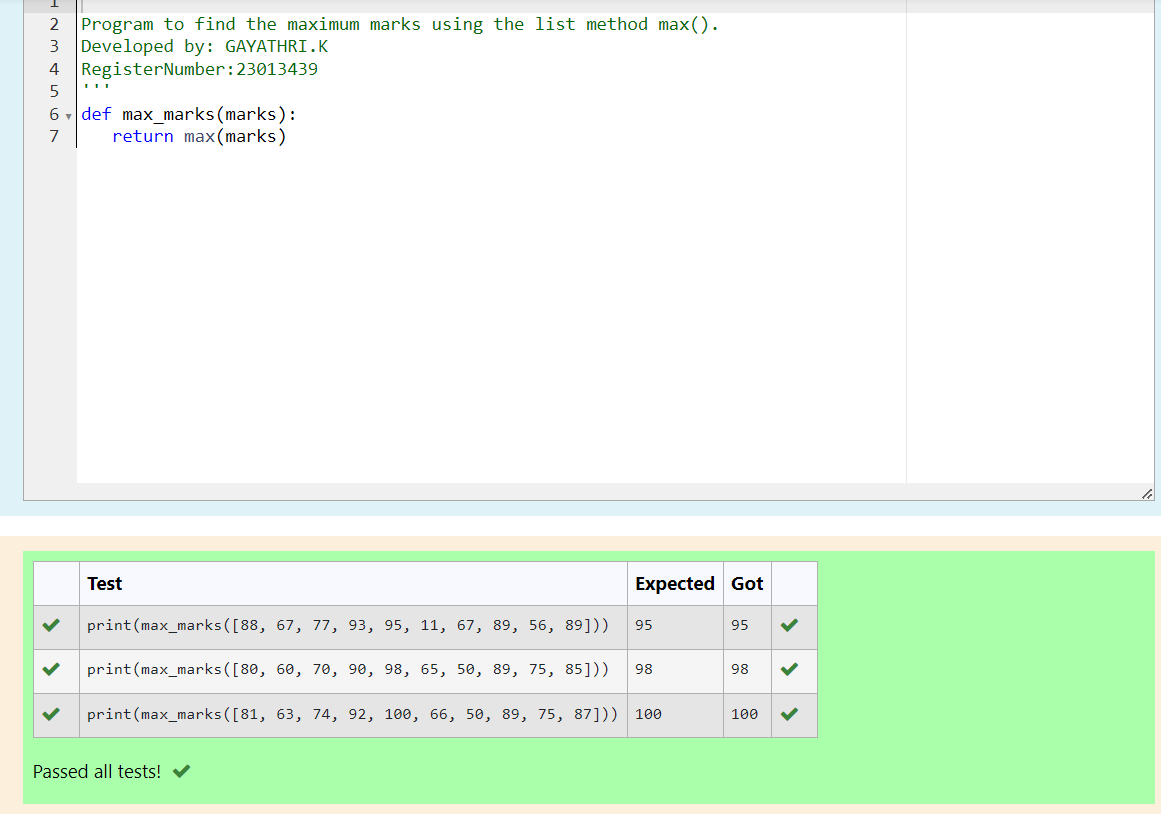 1
2 Program to find the maximum marks using the list method max().
3 Developed by: GAYATHRI.K
4 RegisterNumber:23013439
5 '''
6 def max_marks(marks):
7    return max(marks)
Test Expected Got
print(max_marks([88, 67, 77, 93, 95, 11, 67, 89, 56, 89])) 95 95
print(max_marks([80, 60, 70, 90, 98, 65, 50, 89, 75, 85])) 98 98
print(max_marks([81, 63, 74, 92, 100, 66, 50, 89, 75, 87])) 100 100
Passed all tests!